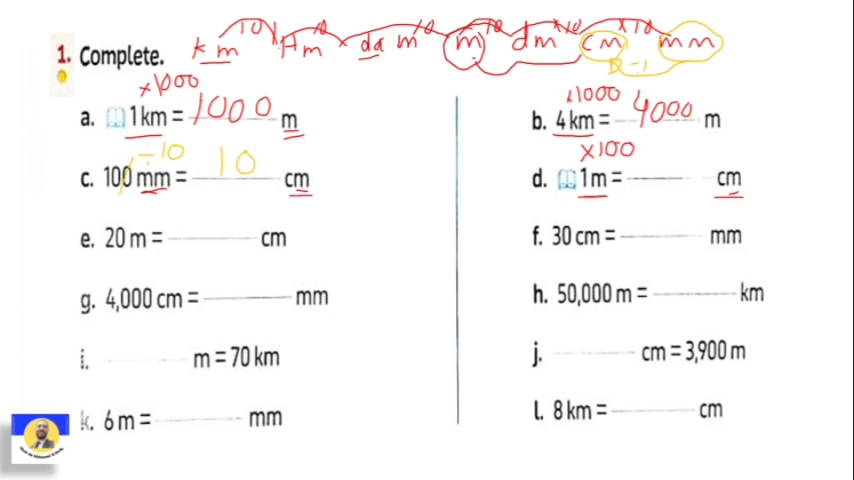 km 10 Hm 10 dam 10 m 10 dm ×10 cm ×10 mm
1. Complete.
÷1
×1000
a. 1 km = 1000 m
×1000
b. 4 km = 4000 m
÷10
c. 100 mm = 10 cm
×100
d. 1 m = cm
e. 20 m = cm
f. 30 cm = mm
g. 4,000 cm = mm
h. 50,000 m = km
i. m = 70 km
j. cm = 3,900 m
k. 6 m = mm
l. 8 km = cm